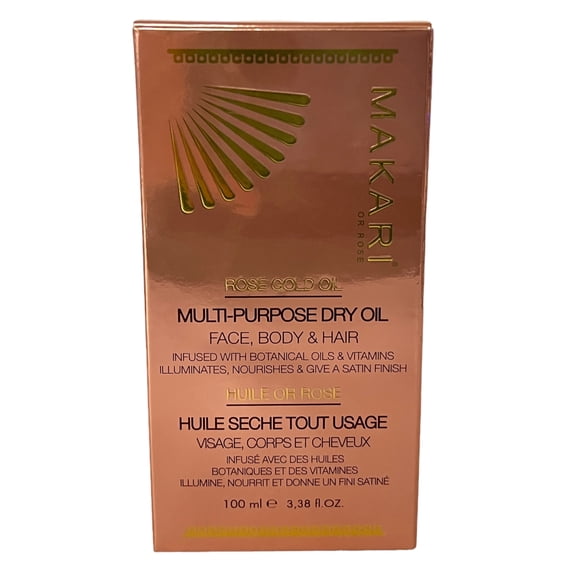 MAKARI®
OR ROSE
ROSE GOLD OIL
MULTI-PURPOSE DRY OIL
FACE, BODY & HAIR
INFUSED WITH BOTANICAL OILS & VITAMINS
ILLUMINATES, NOURISHES & GIVE A SATIN FINISH
HUILE OR ROSE
HUILE SECHE TOUT USAGE
VISAGE, CORPS ET CHEVEUX
INFUSÉ AVEC DES HUILES
BOTANIQUES ET DES VITAMINES
ILLUMINE, NOURRIT ET DONNE UN FINI SATINÉ
100 ml ℮ 3,38 fl.OZ.